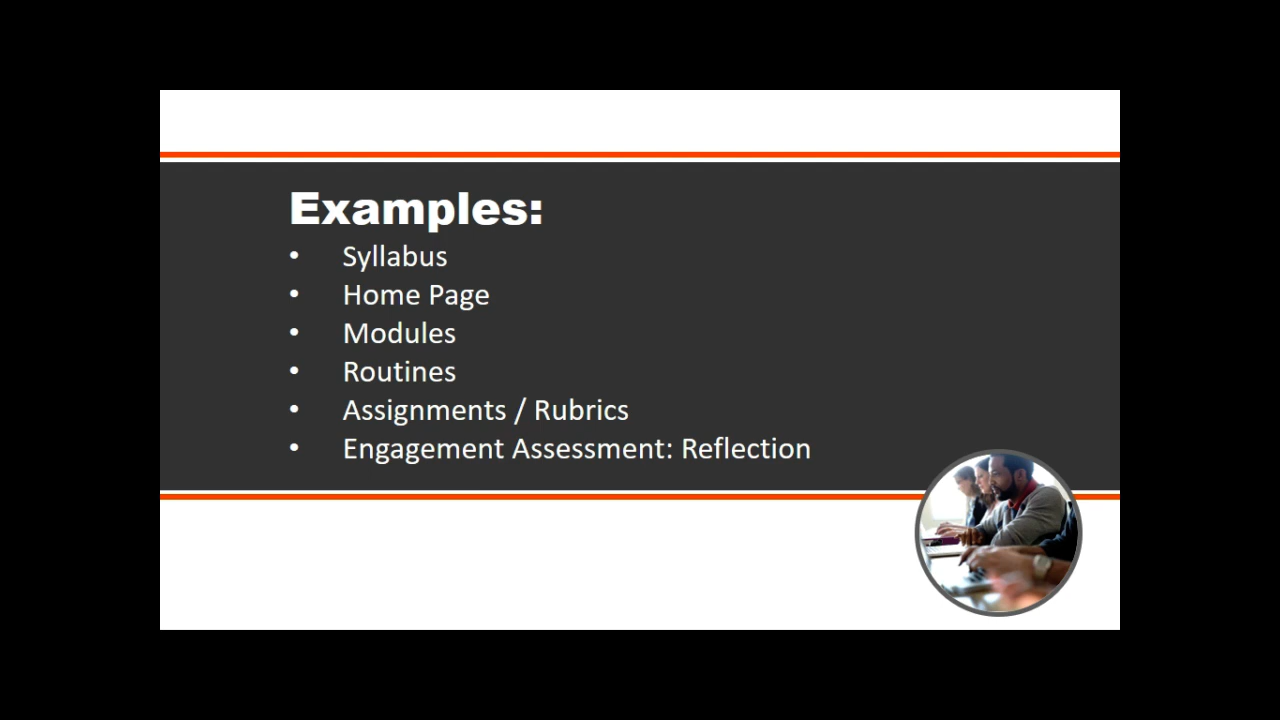 Examples:
• Syllabus
• Home Page
• Modules
• Routines
• Assignments / Rubrics
• Engagement Assessment: Reflection